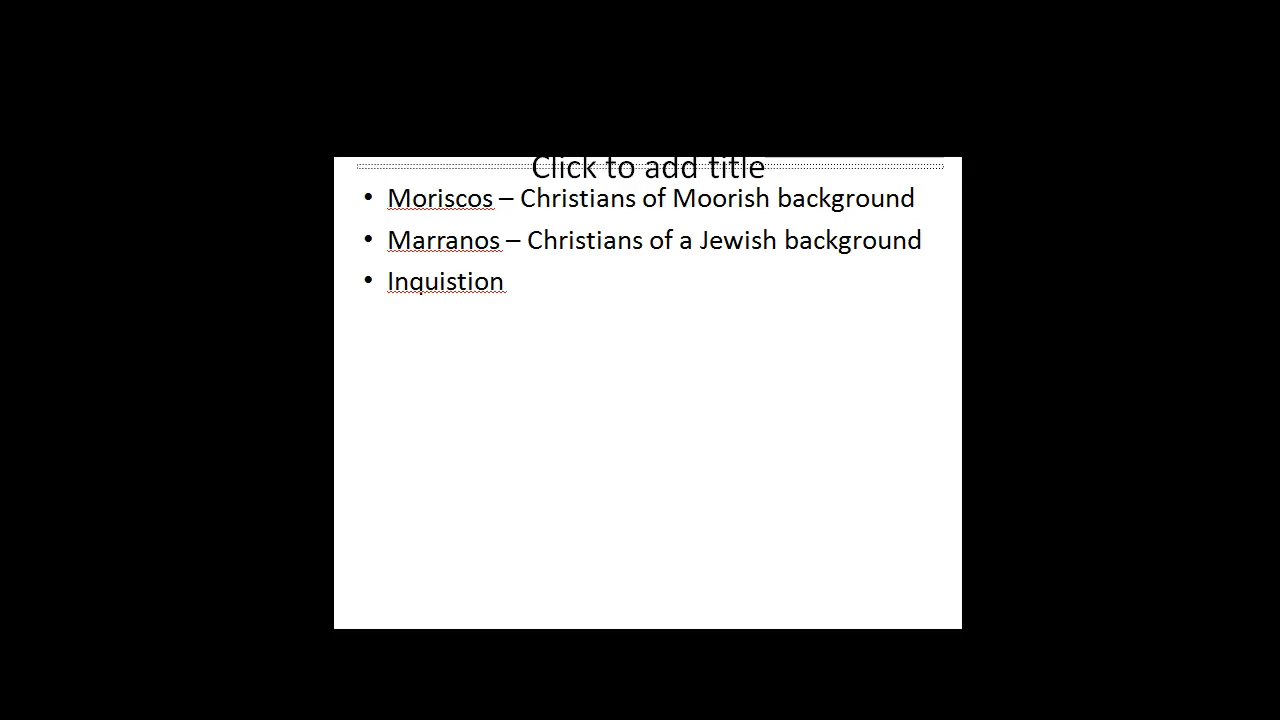 Click to add title
• Moriscos – Christians of Moorish background
• Marranos – Christians of a Jewish background
• Inquistion